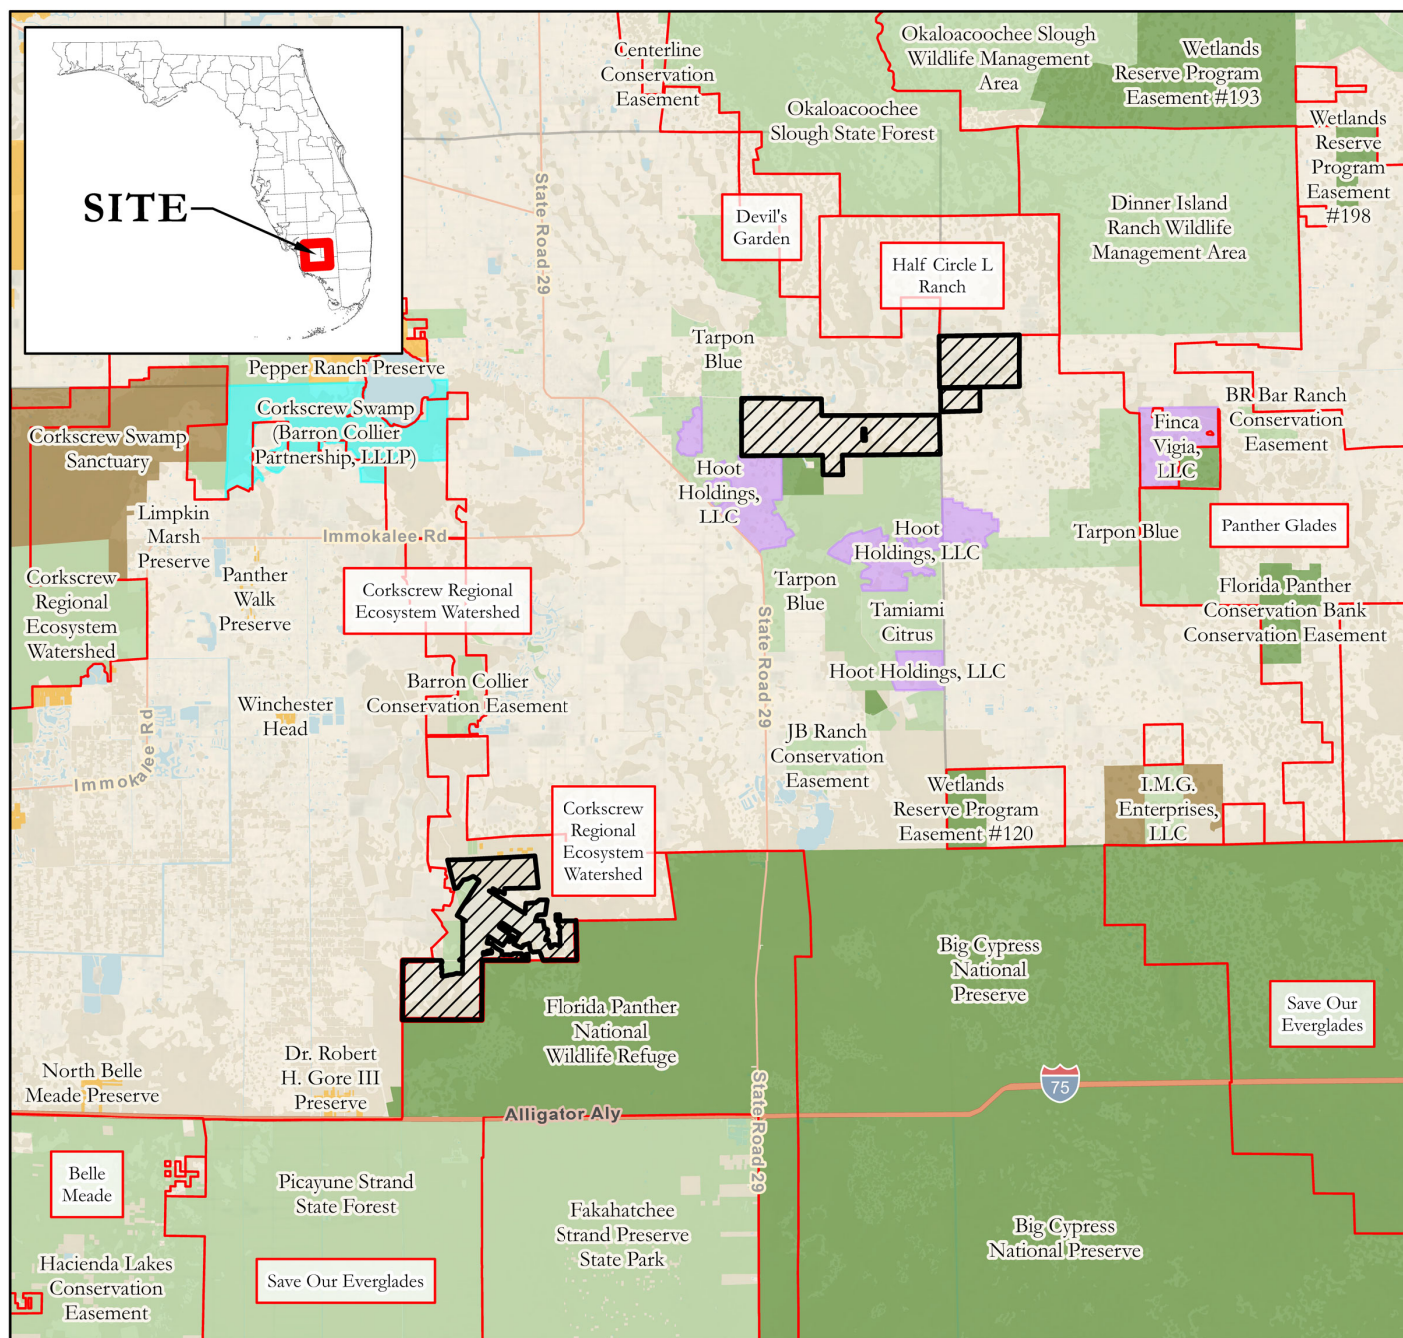 SITE
Centerline
Conservation
Easement
Okaloacoochee Slough
Wildlife Management
Area
Wetlands
Reserve Program
Easement #193
Okaloacoochee
Slough State Forest
Wetlands
Reserve
Program
Easement
#198
State Road 29
Devil's
Garden
Dinner Island
Ranch Wildlife
Management Area
Half Circle L
Ranch
Tarpon
Blue
Pepper Ranch Preserve
Corkscrew Swamp
(Barron Collier
Partnership, LLLP)
Corkscrew Swamp
Sanctuary
BR Bar Ranch
Conservation
Easement
Finca
Vigia,
LLC
Hoot
Holdings,
LLC
Limpkin
Marsh
Preserve
Immokalee Rd
Hoot
Holdings, LLC
Tarpon Blue
Panther Glades
Corkscrew
Regional
Ecosystem
Watershed
Panther
Walk
Preserve
Corkscrew Regional
Ecosystem Watershed
Tarpon
Blue
Tamiami
Citrus
Florida Panther
Conservation Bank
Conservation Easement
State Road 29
Hoot Holdings, LLC
Barron Collier
Conservation Easement
Winchester
Head
Immokalee Rd
JB Ranch
Conservation
Easement
Wetlands
Reserve Program
Easement #120
I.M.G.
Enterprises,
LLC
Corkscrew
Regional
Ecosystem
Watershed
Big Cypress
National
Preserve
Florida Panther
National
Wildlife Refuge
Save Our
Everglades
North Belle
Meade Preserve
Dr. Robert
H. Gore III
Preserve
75
Alligator Aly
State Road 29
Belle
Meade
Picayune Strand
State Forest
Fakahatchee
Strand Preserve
State Park
Big Cypress
National Preserve
Hacienda Lakes
Conservation
Easement
Save Our Everglades